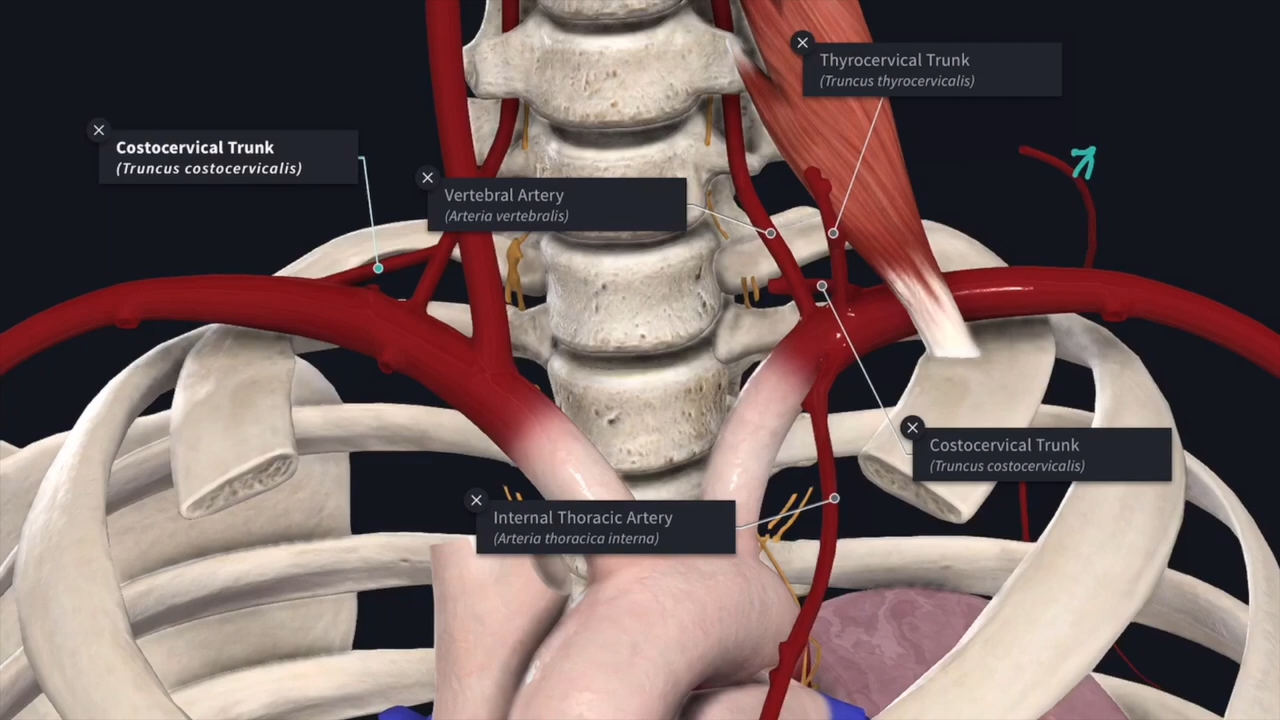 Thyrocervical Trunk
(Truncus thyrocervicalis)
Costocervical Trunk
(Truncus costocervicalis)
Vertebral Artery
(Arteria vertebralis)
Costocervical Trunk
(Truncus costocervicalis)
Internal Thoracic Artery
(Arteria thoracica interna)